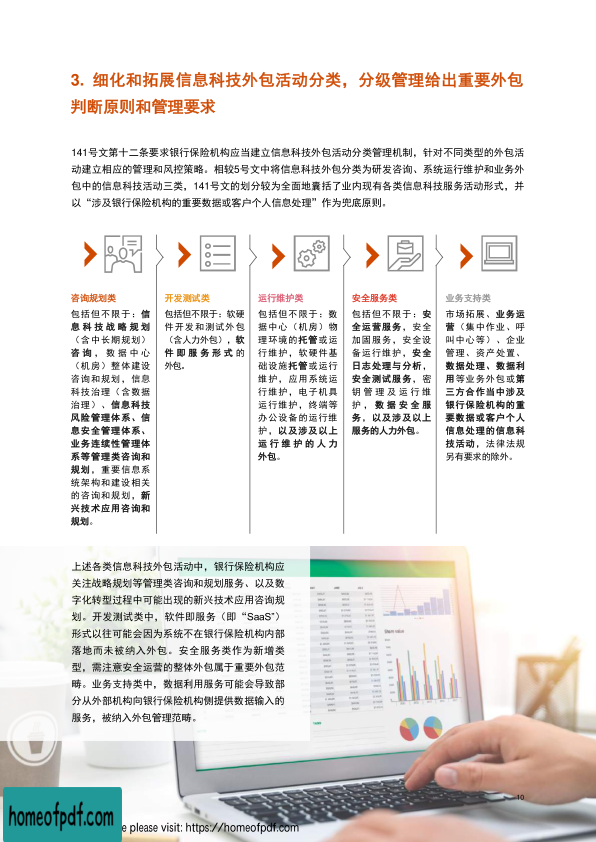 3. 细化和拓展信息科技外包活动分类，分级管理给出重要外包
判断原则和管理要求
141号文第十二条要求银行保险机构应当建立信息科技外包活动分类管理机制，针对不同类型的外包活
动建立相应的管理和风控策略。相较5号文中将信息科技外包分类为研发咨询、系统运行维护和业务外
包中的信息科技活动三类，141号文的划分较为全面地囊括了业内现有各类信息科技服务活动形式，并
以“涉及银行保险机构的重要数据或客户个人信息处理”作为兜底原则。
咨询规划类
包括但不限于：信
息科技战略规划
（含中长期规划）
咨询，数据中心
（机房）整体建设
咨询和规划，信息
科技治理（含数据
治理）、信息科技
风险管理体系、信
息安全管理体系、
业务连续性管理体
系等管理类咨询和
规划，重要信息系
统架构和建设相关
的咨询和规划，新
兴技术应用咨询和
规划。
开发测试类
包括但不限于：软硬
件开发和测试外包
（含人力外包），软
件即服务形式的
外包。
运行维护类
包括但不限于：数
据中心（机房）物
理环境的托管或运
行维护，软硬件基
础设施托管或运行
维护，应用系统运
行维护，电子机具
运行维护，终端等
办公设备的运行维
护，以及涉及以上
运行维护的人力
外包。
安全服务类
包括但不限于：安
全运营服务，安全
加固服务，安全设
备运行维护，安全
日志处理与分析，
安全测试服务，密
钥管理及运行维
护，数据安全服
务，以及涉及以上
服务的人力外包。
业务支持类
市场拓展、业务运
营（集中作业、呼
叫中心等）、企业
管理、资产处置、
数据处理、数据利
用等业务外包或第
三方合作当中涉及
银行保险机构的重
要数据或客户个人
信息处理的信息科
技活动，法律法规
另有要求的除外。
上述各类信息科技外包活动中，银行保险机构应
关注战略规划等管理类咨询和规划服务、以及数
字化转型过程中可能出现的新兴技术应用咨询规
划。开发测试类中，软件即服务（即“SaaS”）
形式以往可能会因为系统不在银行保险机构内部
落地而未被纳入外包。安全服务类作为新增类
型，需注意安全运营的整体外包属于重要外包范
畴。业务支持类中，数据利用服务可能会导致部
分从外部机构向银行保险机构侧提供数据输入的
服务，被纳入外包管理范畴。
Share value
10
homeofpdf.com
e please visit: https://homeofpdf.com